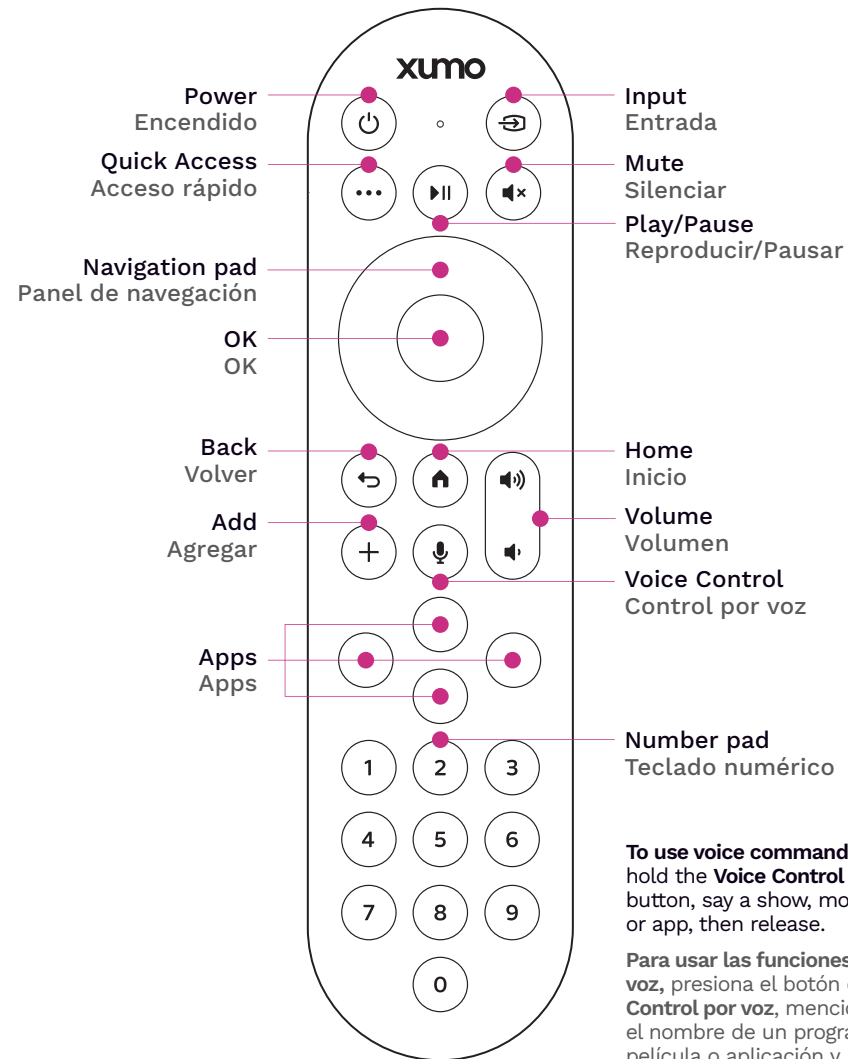 xumo
Power
Encendido
Input
Entrada
Quick Access
Acceso rápido
Mute
Silenciar
Play/Pause
Reproducir/Pausar
Navigation pad
Panel de navegación
OK
OK
Back
Volver
Home
Inicio
Add
Agregar
Volume
Volumen
Voice Control
Control por voz
Apps
Apps
Number pad
Teclado numérico
1 2 3
4 5 6
7 8 9
0
To use voice command
hold the Voice Control
button, say a show, mo
or app, then release.
Para usar las funciones
voz, presiona el botón
Control por voz, menci
el nombre de un progra
película o aplicación y